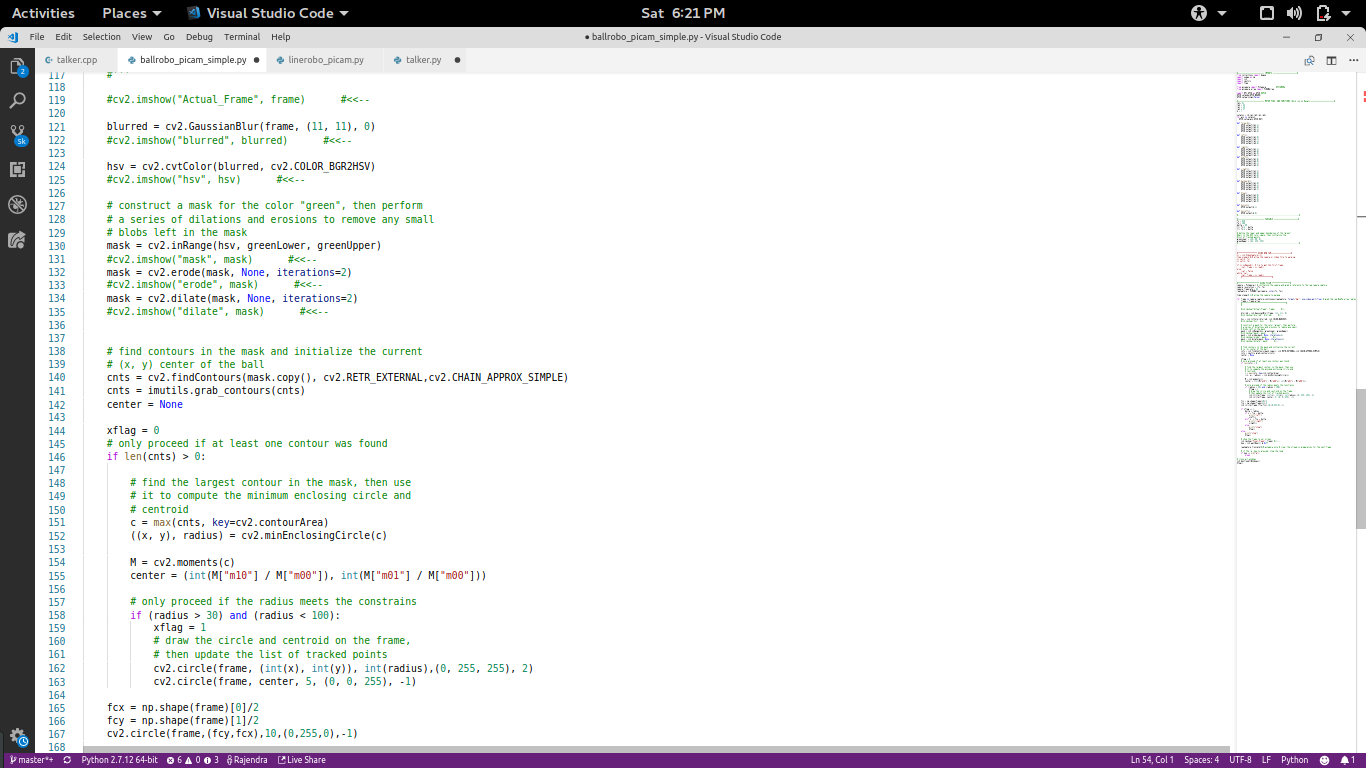 Activities Places Visual Studio Code Sat 6:21 PM
File Edit Selection View Go Debug Terminal Help ● ballrobo_picam_simple.py - Visual Studio Code
talker.cpp ballrobo_picam_simple.py ● linerobo_picam.py talker.py ●
117 #
118
119 #cv2.imshow("Actual_Frame", frame) #<<--
120
121 blurred = cv2.GaussianBlur(frame, (11, 11), 0)
122 #cv2.imshow("blurred", blurred) #<<--
123
124 hsv = cv2.cvtColor(blurred, cv2.COLOR_BGR2HSV)
125 #cv2.imshow("hsv", hsv) #<<--
126
127 # construct a mask for the color "green", then perform
128 # a series of dilations and erosions to remove any small
129 # blobs left in the mask
130 mask = cv2.inRange(hsv, greenLower, greenUpper)
131 #cv2.imshow("mask", mask) #<<--
132 mask = cv2.erode(mask, None, iterations=2)
133 #cv2.imshow("erode", mask) #<<--
134 mask = cv2.dilate(mask, None, iterations=2)
135 #cv2.imshow("dilate", mask) #<<--
136
137
138 # find contours in the mask and initialize the current
139 # (x, y) center of the ball
140 cnts = cv2.findContours(mask.copy(), cv2.RETR_EXTERNAL,cv2.CHAIN_APPROX_SIMPLE)
141 cnts = imutils.grab_contours(cnts)
142 center = None
143
144 xflag = 0
145 # only proceed if at least one contour was found
146 if len(cnts) > 0:
147
148 # find the largest contour in the mask, then use
149 # it to compute the minimum enclosing circle and
150 # centroid
151 c = max(cnts, key=cv2.contourArea)
152 ((x, y), radius) = cv2.minEnclosingCircle(c)
153
154 M = cv2.moments(c)
155 center = (int(M["m10"] / M["m00"]), int(M["m01"] / M["m00"]))
156
157 # only proceed if the radius meets the constrains
158 if (radius > 30) and (radius < 100):
159 xflag = 1
160 # draw the circle and centroid on the frame,
161 # then update the list of tracked points
162 cv2.circle(frame, (int(x), int(y)), int(radius),(0, 255, 255), 2)
163 cv2.circle(frame, center, 5, (0, 0, 255), -1)
164
165 fcx = np.shape(frame)[0]/2
166 fcy = np.shape(frame)[1]/2
167 cv2.circle(frame,(fcy,fcx),10,(0,255,0),-1)
168
2
5k
master*+ Python 2.7.12 64-bit 6 0 3 Rajendra Live Share Ln 54, Col 1 Spaces: 4 UTF-8 LF Python 1